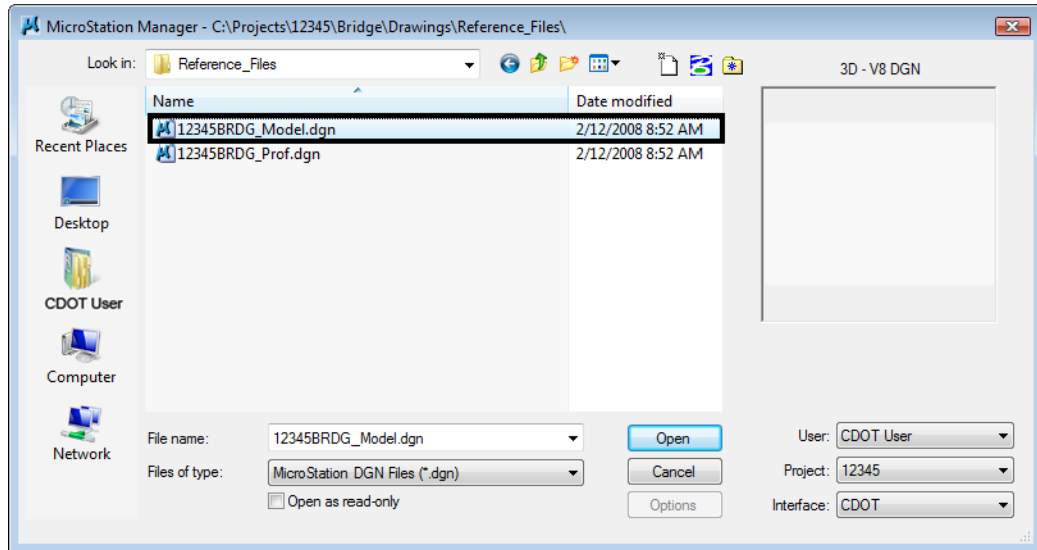 MicroStation Manager - C:\Projects\12345\Bridge\Drawings\Reference_Files\
Look in: Reference_Files
3D - V8 DGN
Name Date modified
12345BRDG_Model.dgn 2/12/2008 8:52 AM
12345BRDG_Prof.dgn 2/12/2008 8:52 AM
Recent Places
Desktop
CDOT User
Computer
Network
File name: 12345BRDG_Model.dgn Open
Files of type: MicroStation DGN Files (*.dgn) Cancel
Open as read-only Options
User: CDOT User
Project: 12345
Interface: CDOT